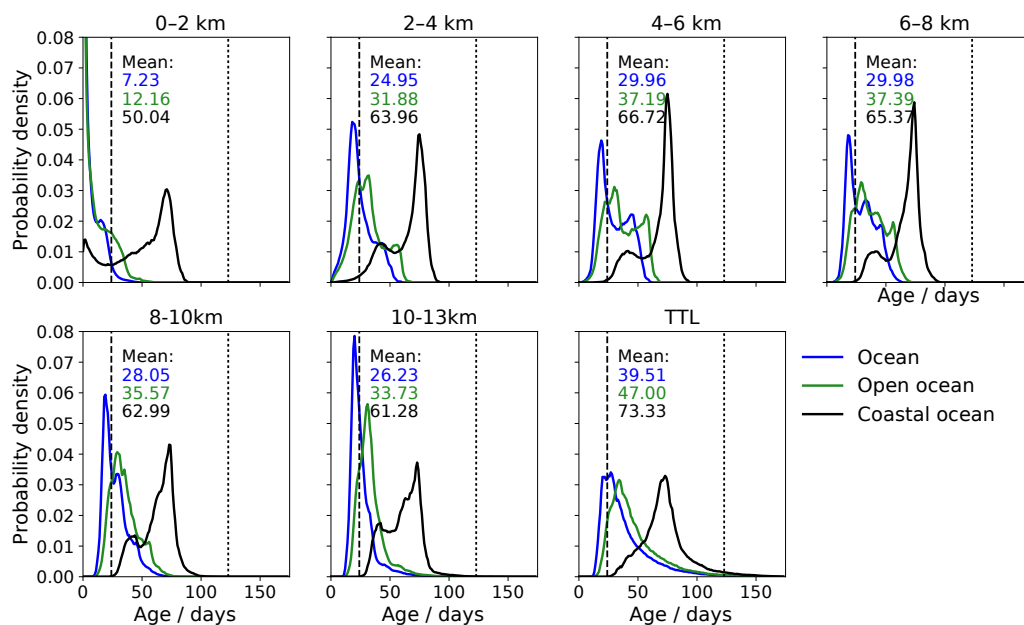 0–2 km
2–4 km
4–6 km
6–8 km
Probability density
0.08
0.07
0.06
0.05
0.04
0.03
0.02
0.01
0.00
Mean:
7.23
12.16
50.04
Mean:
24.95
31.88
63.96
Mean:
29.96
37.19
66.72
Mean:
29.98
37.39
65.37
0
50
100
150
Age / days
8-10km
10-13km
TTL
Probability density
0.08
0.07
0.06
0.05
0.04
0.03
0.02
0.01
0.00
Mean:
28.05
35.57
62.99
Mean:
26.23
33.73
61.28
Mean:
39.51
47.00
73.33
Ocean
Open ocean
Coastal ocean
0 50 100 150
0 50 100 150
0 50 100 150
Age / days
Age / days